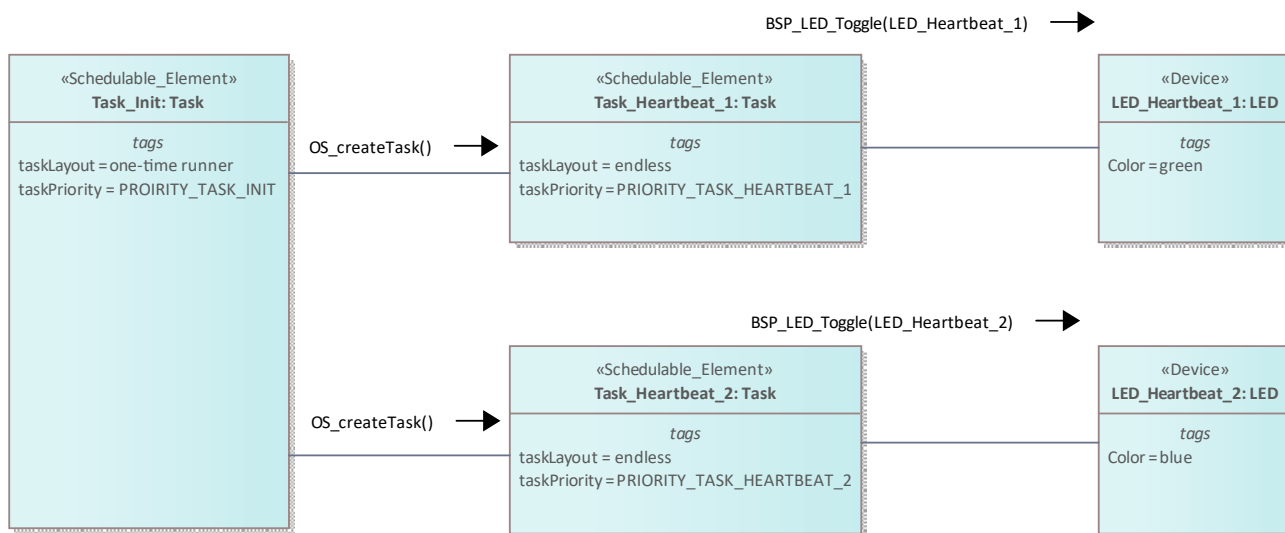 BSP_LED_Toggle(LED_Heartbeat_1)
«Schedulable_Element»
Task_Init: Task
tags
taskLayout = one-time runner
taskPriority = PROIRITY_TASK_INIT
OS_createTask()
«Schedulable_Element»
Task_Heartbeat_1: Task
tags
taskLayout = endless
taskPriority = PRIORITY_TASK_HEARTBEAT_1
«Device»
LED_Heartbeat_1: LED
tags
Color = green
BSP_LED_Toggle(LED_Heartbeat_2)
OS_createTask()
«Schedulable_Element»
Task_Heartbeat_2: Task
tags
taskLayout = endless
taskPriority = PRIORITY_TASK_HEARTBEAT_2
«Device»
LED_Heartbeat_2: LED
tags
Color = blue